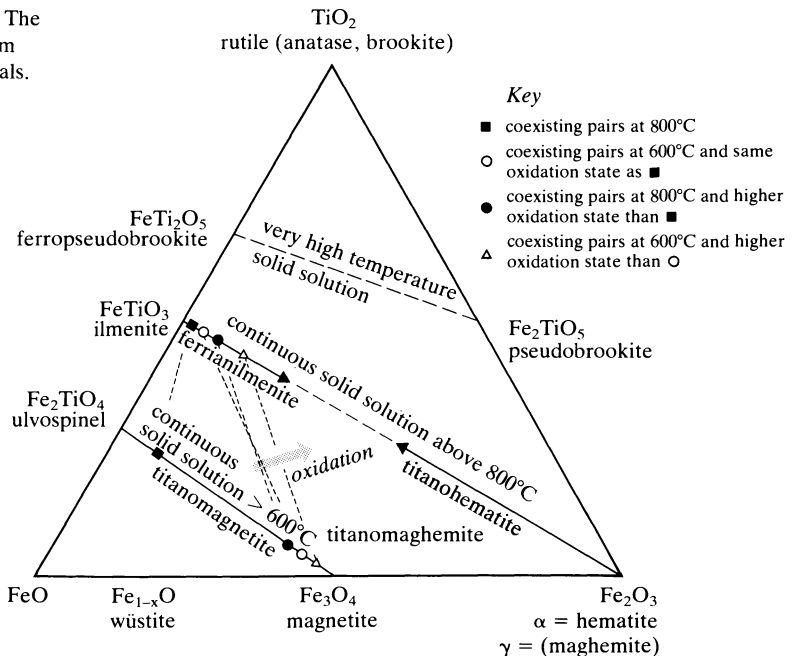 The
m
als.
TiO₂
rutile (anatase, brookite)
Key
■ coexisting pairs at 800°C
○ coexisting pairs at 600°C and same
oxidation state as ■
● coexisting pairs at 800°C and higher
oxidation state than ■
△ coexisting pairs at 600°C and higher
oxidation state than ○
FeTi₂O₅
ferropseudobrookite
very high temperature
solid solution
FeTiO₃
ilmenite
Fe₂TiO₅
pseudobrookite
continuous solid solution above 800°C
ferrianilmenite
Fe₂TiO₄
ulvospinel
continuous
solid solution > 600°C
titanomagnetite
oxidation
titanohematite
titanomaghemite
FeO
Fe₁₋ₓO
wüstite
Fe₃O₄
magnetite
Fe₂O₃
α = hematite
γ = (maghemite)